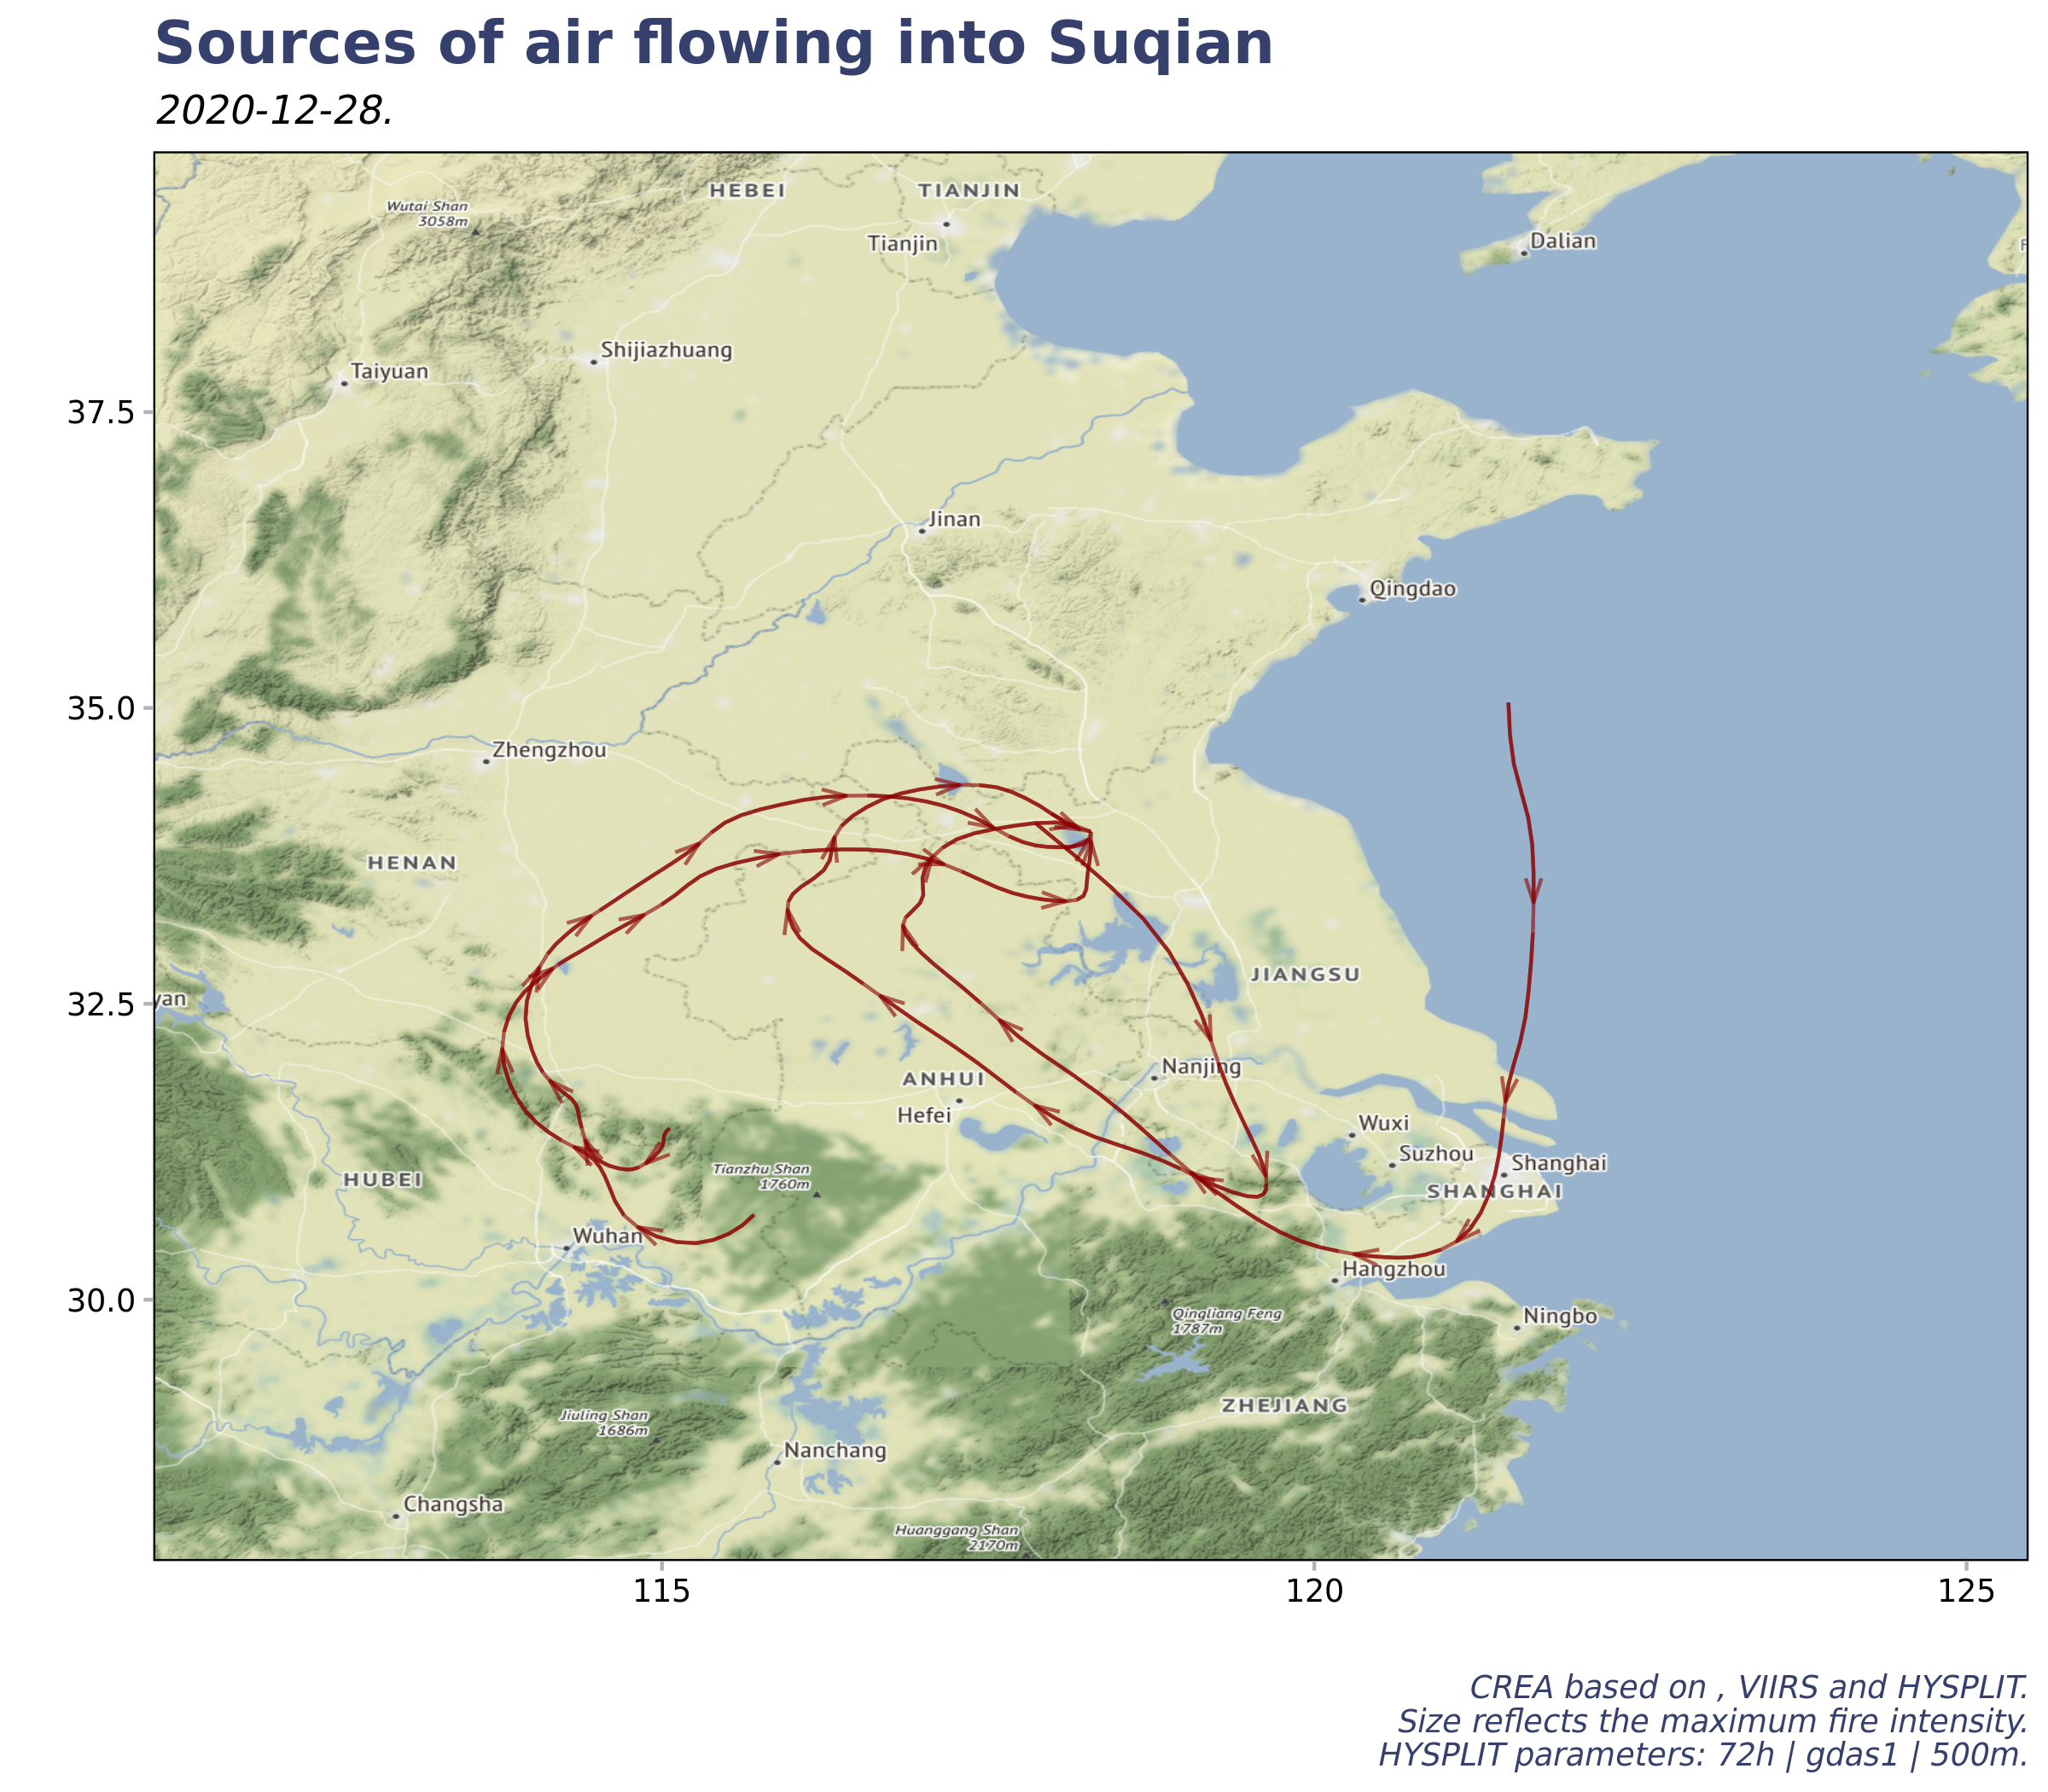 Sources of air flowing into Suqian
2020-12-28.
HEBEI
TIANJIN
Wutai Shan
3058m
Tianjin
Dalian
Shijiazhuang
Taiyuan
37.5
Jinan
Qingdao
35.0
Zhengzhou
HENAN
JIANGSU
32.5
yan
Nanjing
ANHUI
Hefei
Wuxi
Suzhou
Shanghai
SHANGHAI
HUBEI
Tianzhu Shan
1760m
Wuhan
Hangzhou
30.0
Qingliang Feng
1787m
Ningbo
ZHEJIANG
Jiuling Shan
1686m
Nanchang
Changsha
Huanggang Shan
2170m
115
120
125
CREA based on , VIIRS and HYSPLIT.
Size reflects the maximum fire intensity.
HYSPLIT parameters: 72h | gdas1 | 500m.